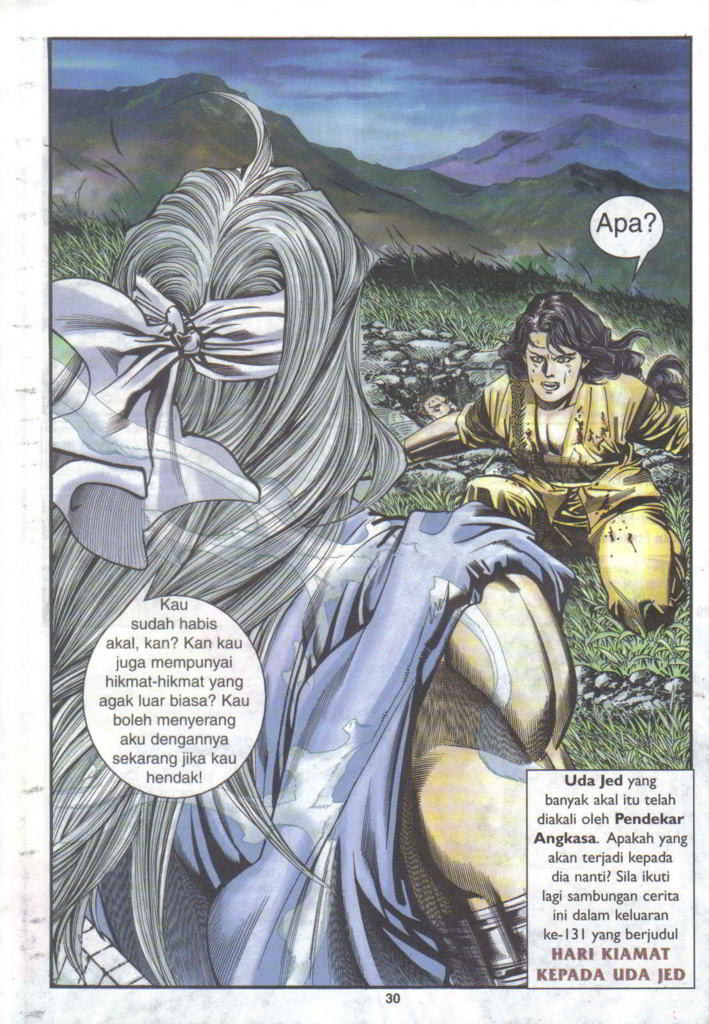 Apa?
Kau
sudah habis
akal, kan? Kan kau
juga mempunyai
hikmat-hikmat yang
agak luar biasa? Kau
boleh menyerang
aku dengannya
sekarang jika kau
hendak!
Uda Jed yang
banyak akal itu telah
diakali oleh Pendekar
Angkasa. Apakah yang
akan terjadi kepada
dia nanti? Sila ikuti
lagi sambungan cerita
ini dalam keluaran
ke-131 yang berjudul
HARI KIAMAT
KEPADA UDA JED
30